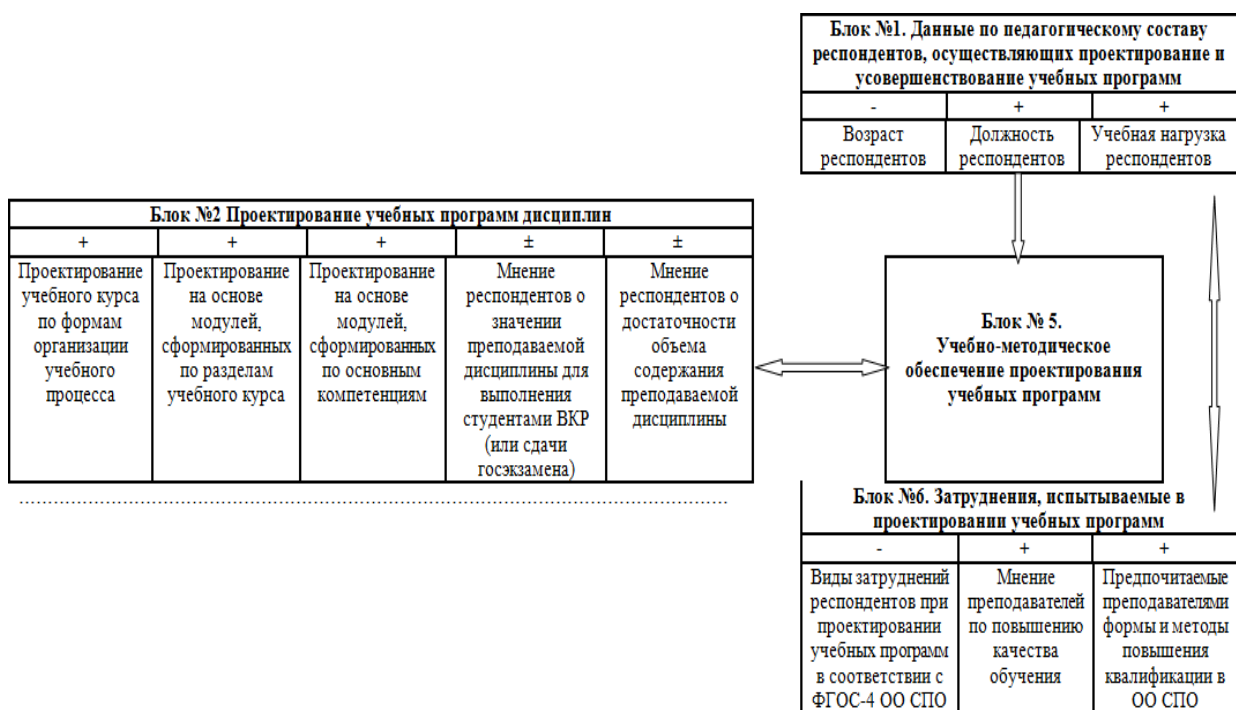 Блок №1. Данные по педагогическому составу
респондентов, осуществляющих проектирование и
усовершенствование учебных программ
- + +
Возраст
респондентов
Должность
респондентов
Учебная нагрузка
респондентов
Блок №2 Проектирование учебных программ дисциплин
+ + + ± ±
Проектирование
учебного курса
по формам
организации
учебного
процесса
Проектирование
на основе
модулей,
сформированных
по разделам
учебного курса
Проектирование
на основе
модулей,
сформированных
по основным
компетенциям
Мнение
респондентов о
значении
преподаваемой
дисциплины для
выполнения
студентами ВКР
(или сдачи
госэкзамена)
Мнение
респондентов о
достаточности
объема
содержания
преподаваемой
дисциплины
Блок № 5.
Учебно-методическое
обеспечение проектирования
учебных программ
Блок №6. Затруднения, испытываемые в
проектировании учебных программ
- + +
Виды затруднений
респондентов при
проектировании
учебных программ
в соответствии с
ФГОС-4 ОО СПО
Мнение
преподавателей
по повышению
качества
обучения
Предпочитаемые
преподавателями
формы и методы
повышения
квалификации в
ОО СПО